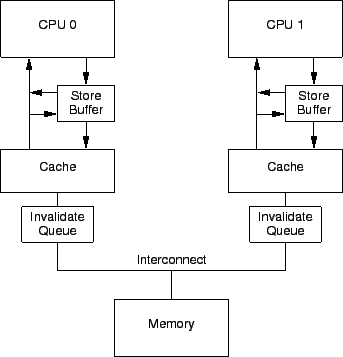 CPU 0
CPU 1
Store
Buffer
Store
Buffer
Cache
Cache
Invalidate
Queue
Invalidate
Queue
Interconnect
Memory